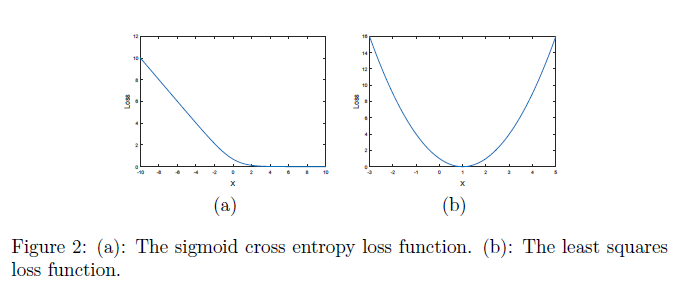 12
10
8
6
4
2
0
Loss
-10 -8 -6 -4 -2 0 2 4 6 8 10
x
(a)
16
14
12
10
8
6
4
2
0
Loss
-3 -2 -1 0 1 2 3 4 5
x
(b)
Figure 2: (a): The sigmoid cross entropy loss function. (b): The least squares
loss function.